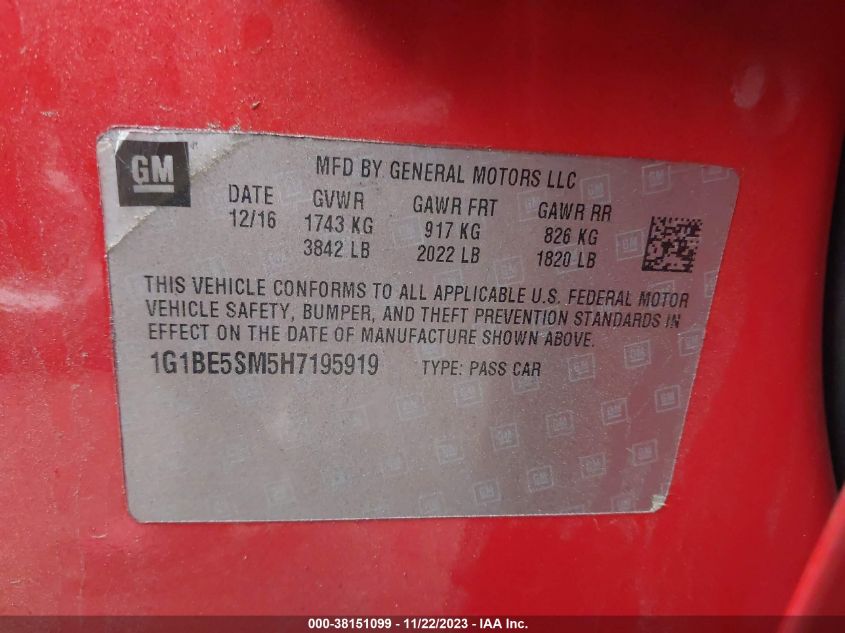 GM
MFD BY GENERAL MOTORS LLC
DATE GVWR GAWR FRT GAWR RR
12/16 1743 KG 917 KG 826 KG
3842 LB 2022 LB 1820 LB
THIS VEHICLE CONFORMS TO ALL APPLICABLE U.S. FEDERAL MOTOR
VEHICLE SAFETY, BUMPER, AND THEFT PREVENTION STANDARDS IN
EFFECT ON THE DATE OF MANUFACTURE SHOWN ABOVE.
1G1BE5SM5H7195919 TYPE: PASS CAR
000-38151099 - 11/22/2023 - IAA Inc.